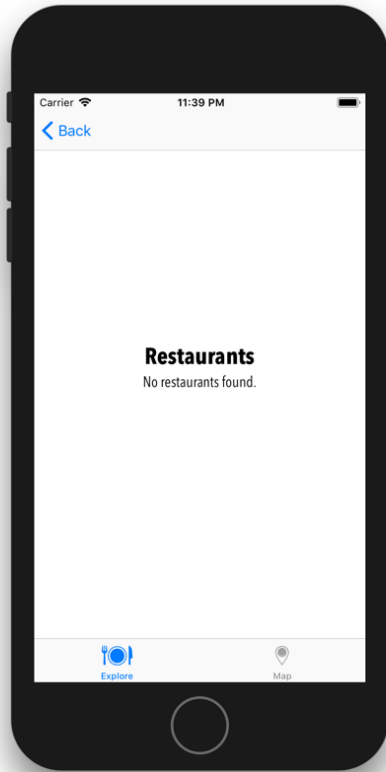 Carrier 11:39 PM
Back
Restaurants
No restaurants found.
Explore Map